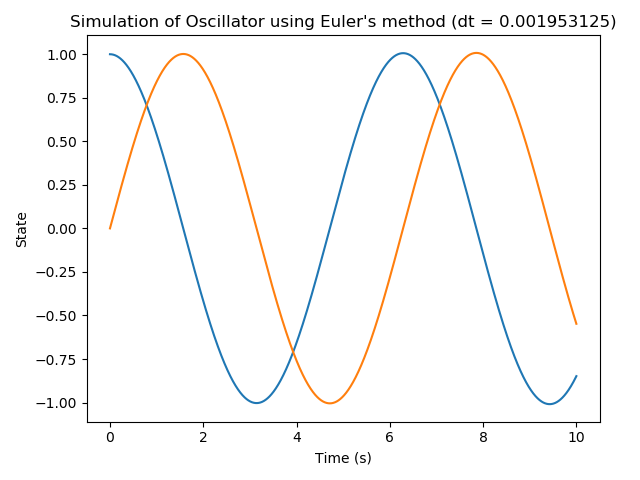 Simulation of Oscillator using Euler's method (dt = 0.001953125)
1.00
0.75
0.50
0.25
0.00
−0.25
−0.50
−0.75
−1.00
State
0 2 4 6 8 10
Time (s)